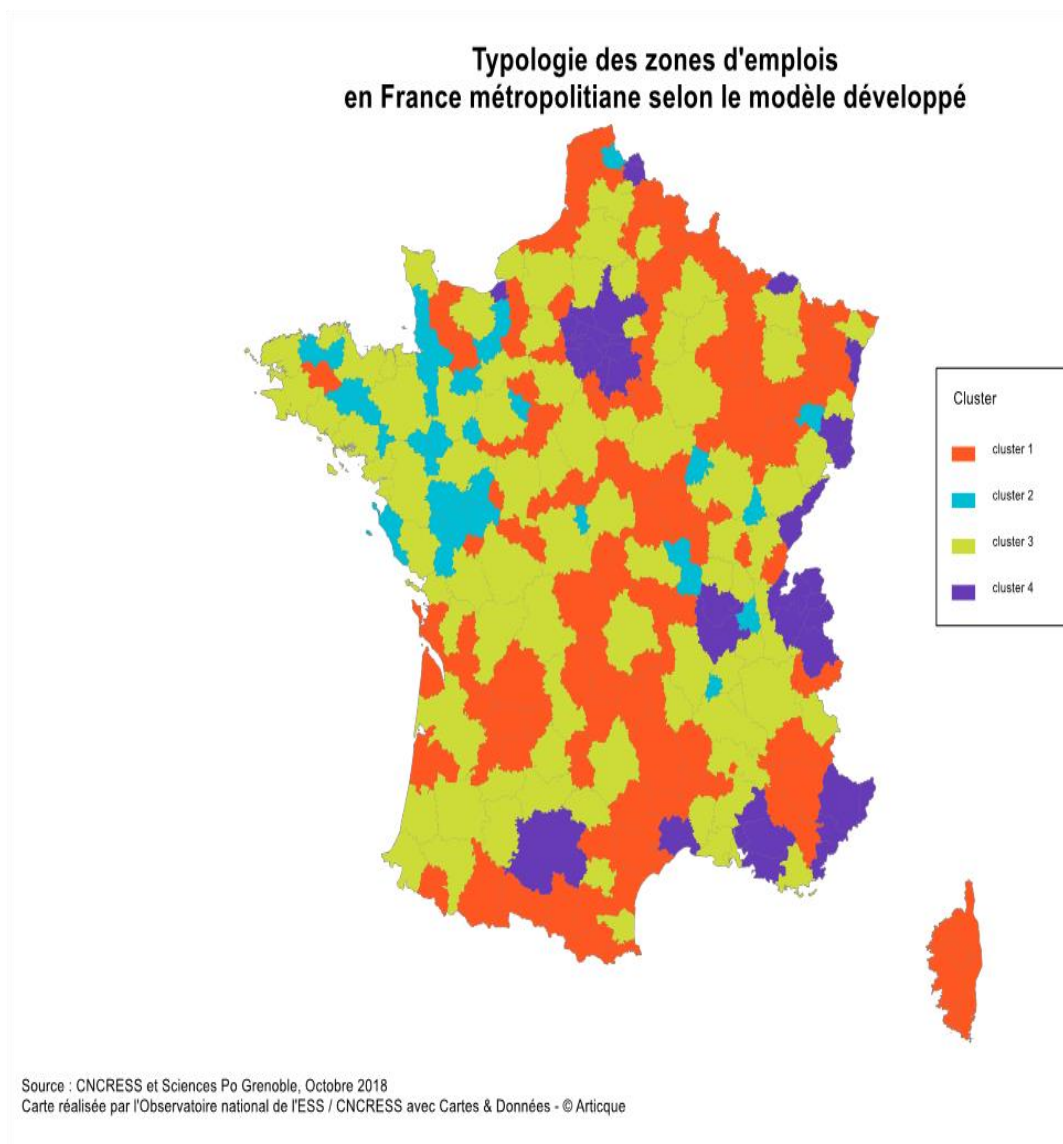 Typologie des zones d'emplois
en France métropolitiane selon le modèle développé
Cluster
cluster 1
cluster 2
cluster 3
cluster 4
Source : CNCRESS et Sciences Po Grenoble, Octobre 2018
Carte réalisée par l'Observatoire national de l'ESS / CNCRESS avec Cartes & Données - © Articque